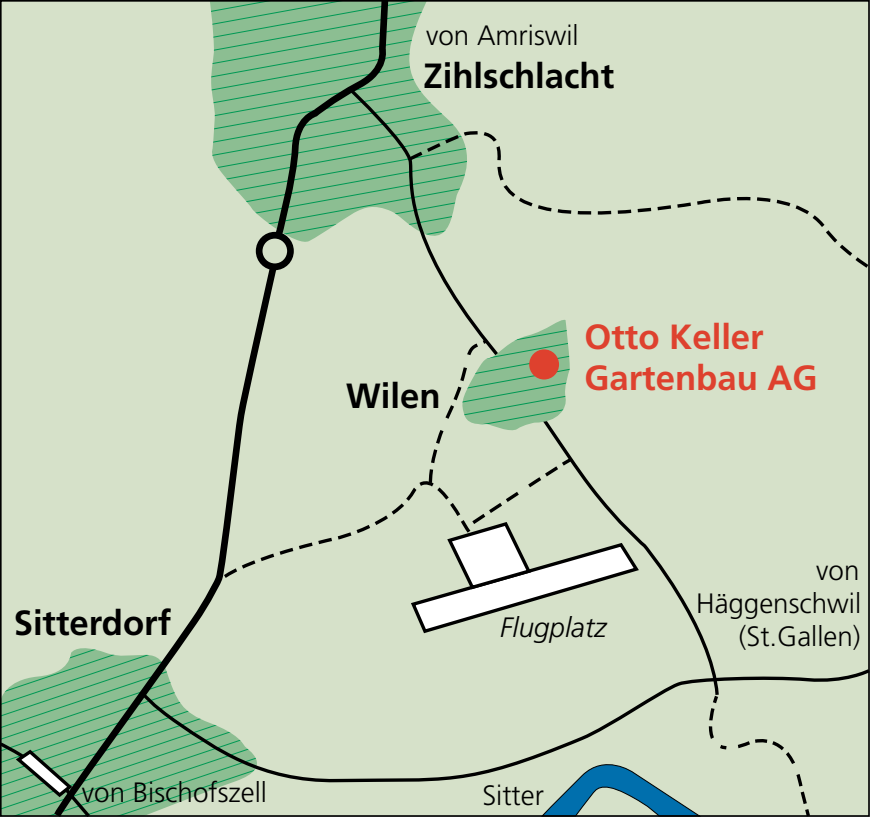 von Amriswil
Zihlschlacht
Otto Keller
Gartenbau AG
Wilen
von
Häggenschwil
(St.Gallen)
Sitterdorf
Flugplatz
von Bischofszell
Sitter